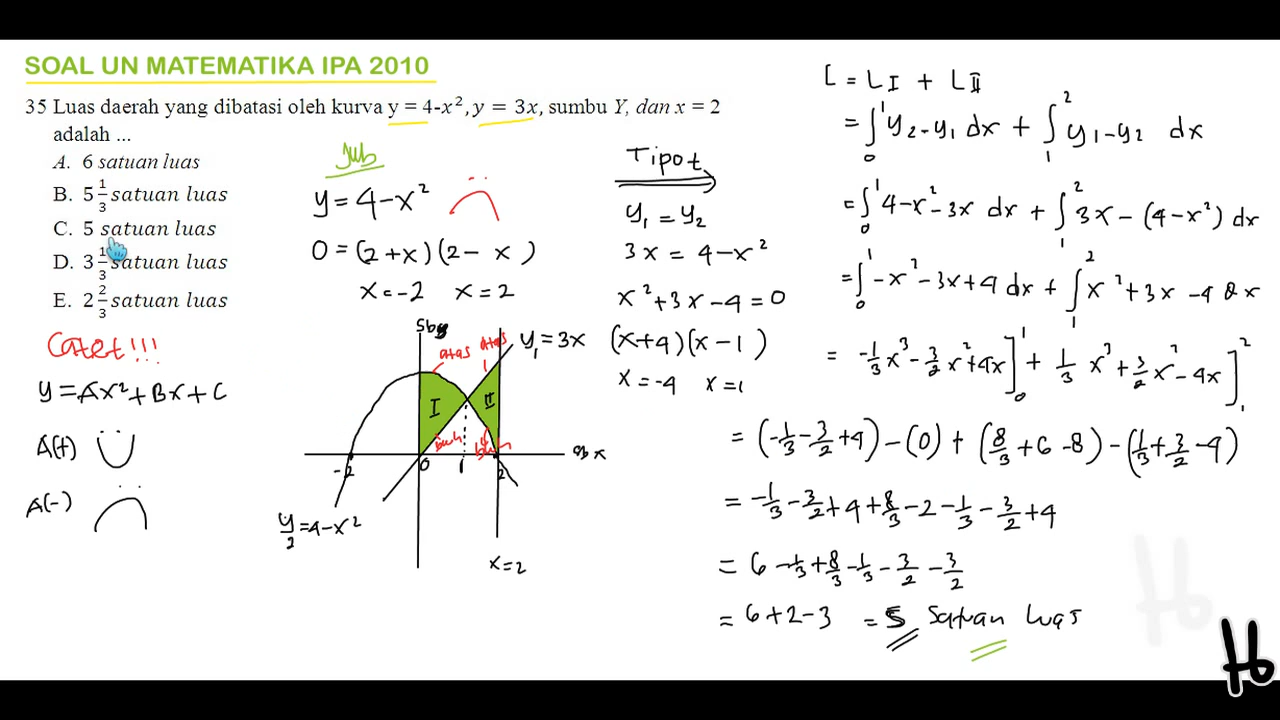 SOAL UN MATEMATIKA IPA 2010
35 Luas daerah yang dibatasi oleh kurva y = 4-x², y = 3x, sumbu Y, dan x = 2
adalah ...
A. 6 satuan luas
B. 5 1/3 satuan luas
C. 5 satuan luas
D. 3 1/3 satuan luas
E. 2 2/3 satuan luas
Catet!!!
y = Ax² + Bx + C
A(+)
A(-)
Jwb
y = 4 - x²
0 = (2+x)(2-x)
x = -2 x = 2
y₁ = 3x
atas
atas
I
II
-2
0
1
2
sb x
y₂ = 4 - x²
x = 2
Tipot
y₁ = y₂
3x = 4 - x²
x² + 3x - 4 = 0
(x+4)(x-1)
x = -4 x = 1
L = L I + L II
= ∫₀¹ y₂ - y₁ dx + ∫₁² y₁ - y₂ dx
= ∫₀¹ 4 - x² - 3x dx + ∫₁² 3x - (4 - x²) dx
= ∫₀¹ -x² - 3x + 4 dx + ∫₁² x² + 3x - 4 dx
= -1/3 x³ - 3/2 x² + 4x ]₀¹ + 1/3 x³ + 3/2 x² - 4x ]₁²
= (-1/3 - 3/2 + 4) - (0) + (8/3 + 6 - 8) - (1/3 + 3/2 - 4)
= -1/3 - 3/2 + 4 + 8/3 - 2 - 1/3 - 3/2 + 4
= 6 - 1/3 + 8/3 - 1/3 - 3/2 - 3/2
= 6 + 2 - 3 = 5 satuan luas